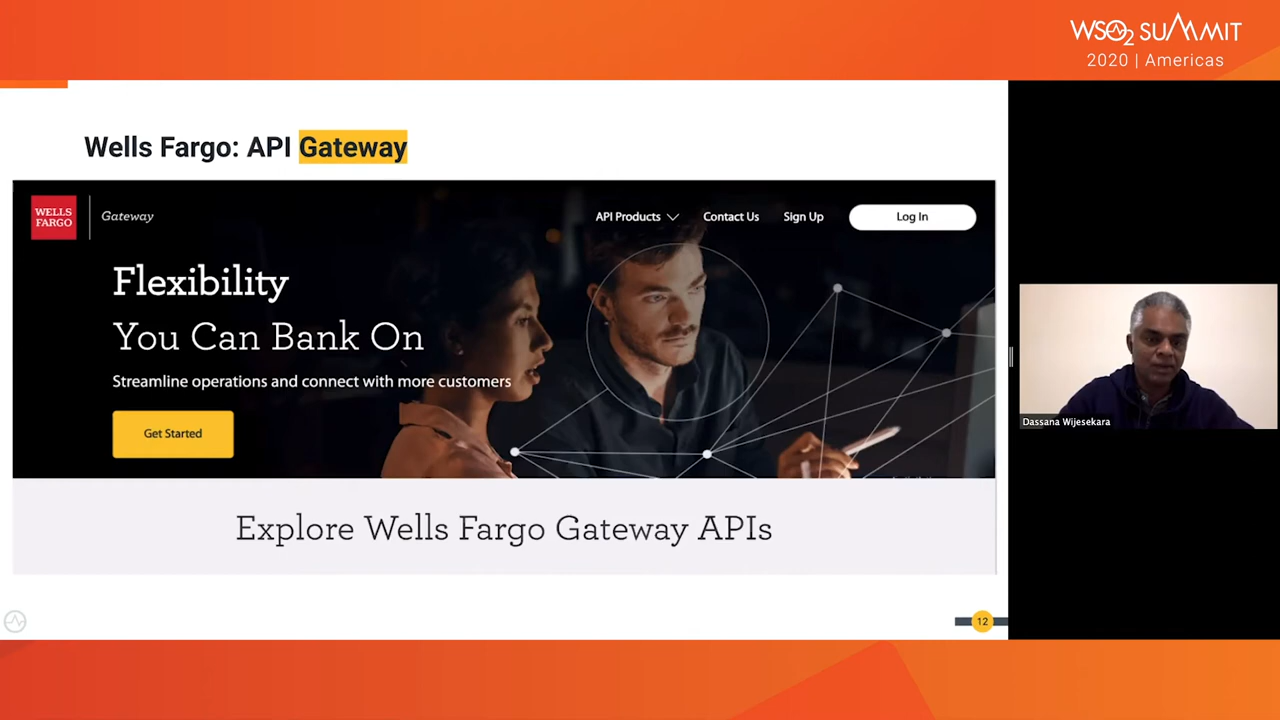 WSO2 SUMMIT
2020 | Americas
Wells Fargo: API Gateway
WELLS
FARGO
Gateway
API Products
Contact Us
Sign Up
Log In
Flexibility
You Can Bank On
Streamline operations and connect with more customers
Get Started
Explore Wells Fargo Gateway APIs
Dassana Wijesekara
12